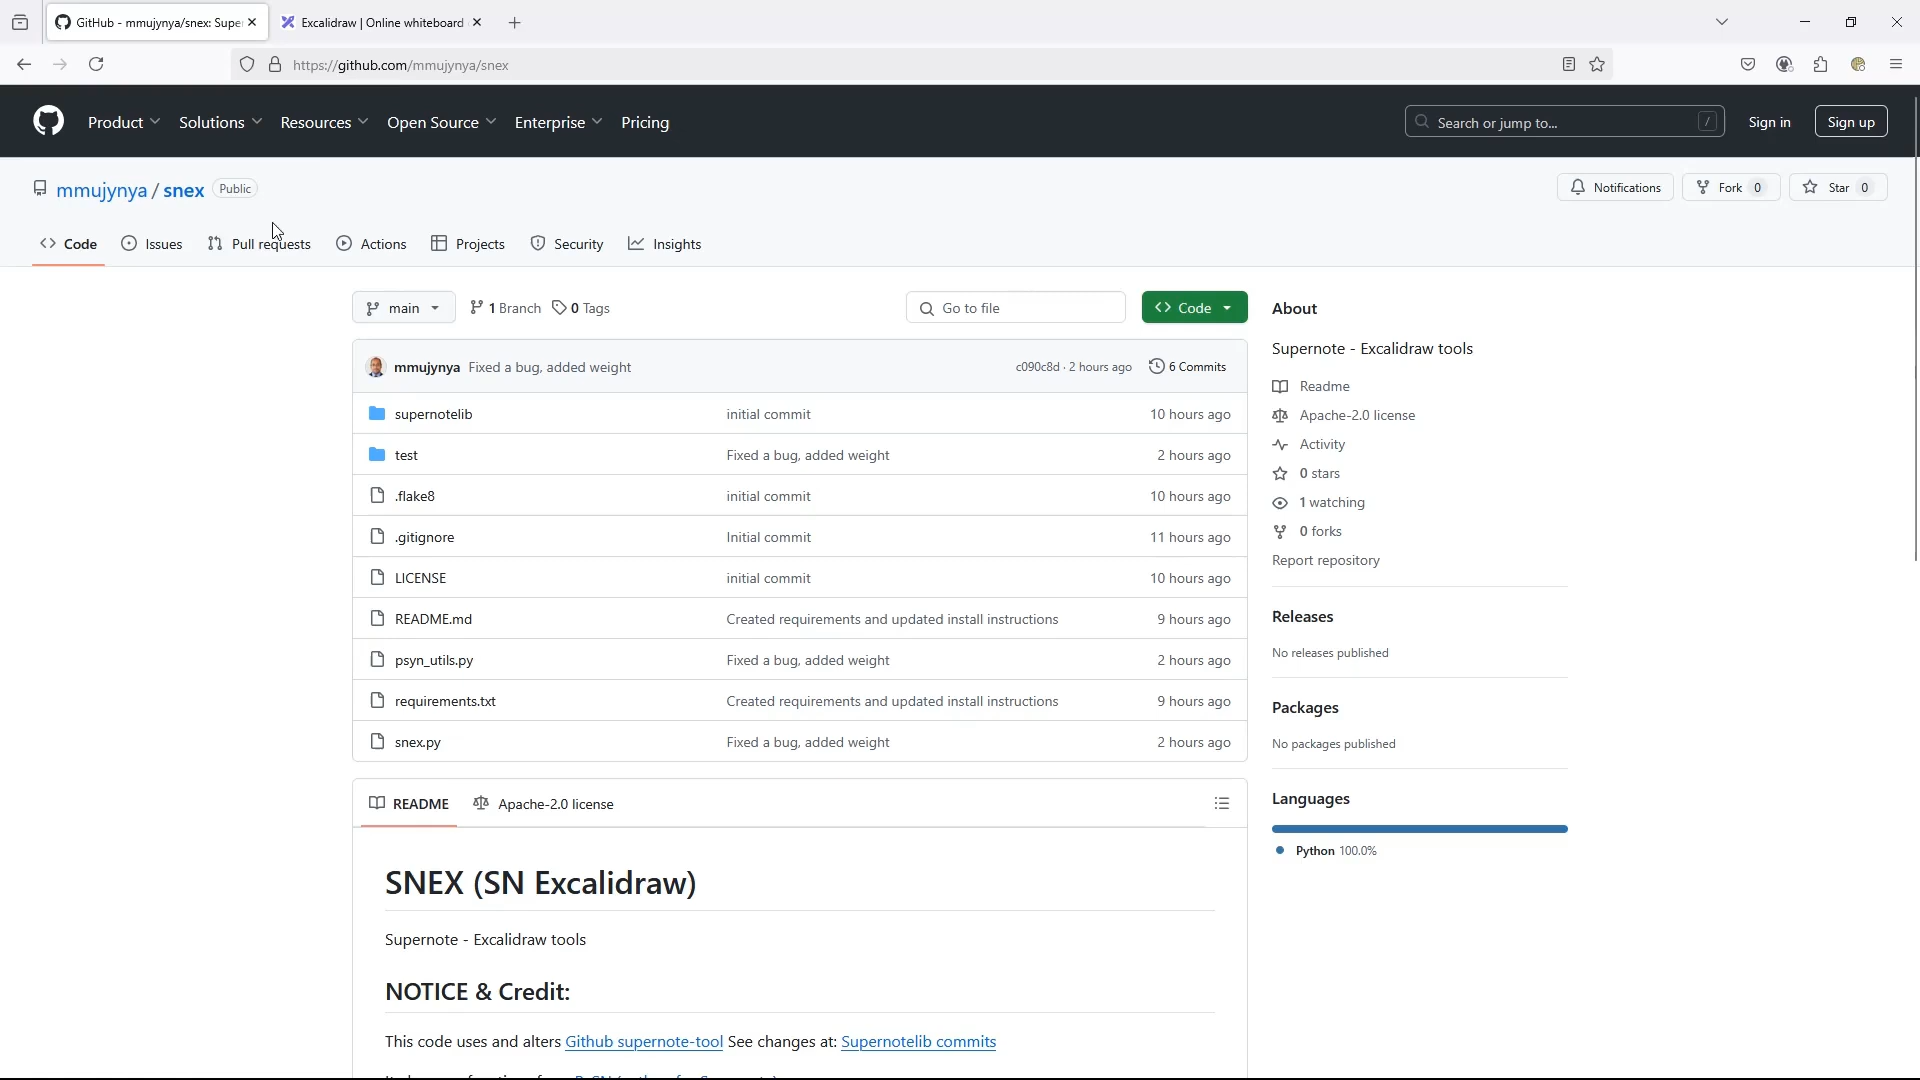 GitHub - mmujynya/snex: Supe
Excalidraw | Online whiteboard
https://github.com/mmujynya/snex
Product Solutions Resources Open Source Enterprise Pricing
Search or jump to... /
Sign in
Sign up
mmujynya / snex Public
Notifications
Fork 0
Star 0
Code Issues Pull requests Actions Projects Security Insights
main 1 Branch 0 Tags
Go to file
Code
mmujynya Fixed a bug, added weight c090c8d · 2 hours ago 6 Commits
supernotelib initial commit 10 hours ago
test Fixed a bug, added weight 2 hours ago
.flake8 initial commit 10 hours ago
.gitignore Initial commit 11 hours ago
LICENSE initial commit 10 hours ago
README.md Created requirements and updated install instructions 9 hours ago
psyn_utils.py Fixed a bug, added weight 2 hours ago
requirements.txt Created requirements and updated install instructions 9 hours ago
snex.py Fixed a bug, added weight 2 hours ago
README Apache-2.0 license
SNEX (SN Excalidraw)
Supernote - Excalidraw tools
NOTICE & Credit:
This code uses and alters Github supernote-tool See changes at: Supernotelib commits
About
Supernote - Excalidraw tools
Readme
Apache-2.0 license
Activity
0 stars
1 watching
0 forks
Report repository
Releases
No releases published
Packages
No packages published
Languages
Python 100.0%